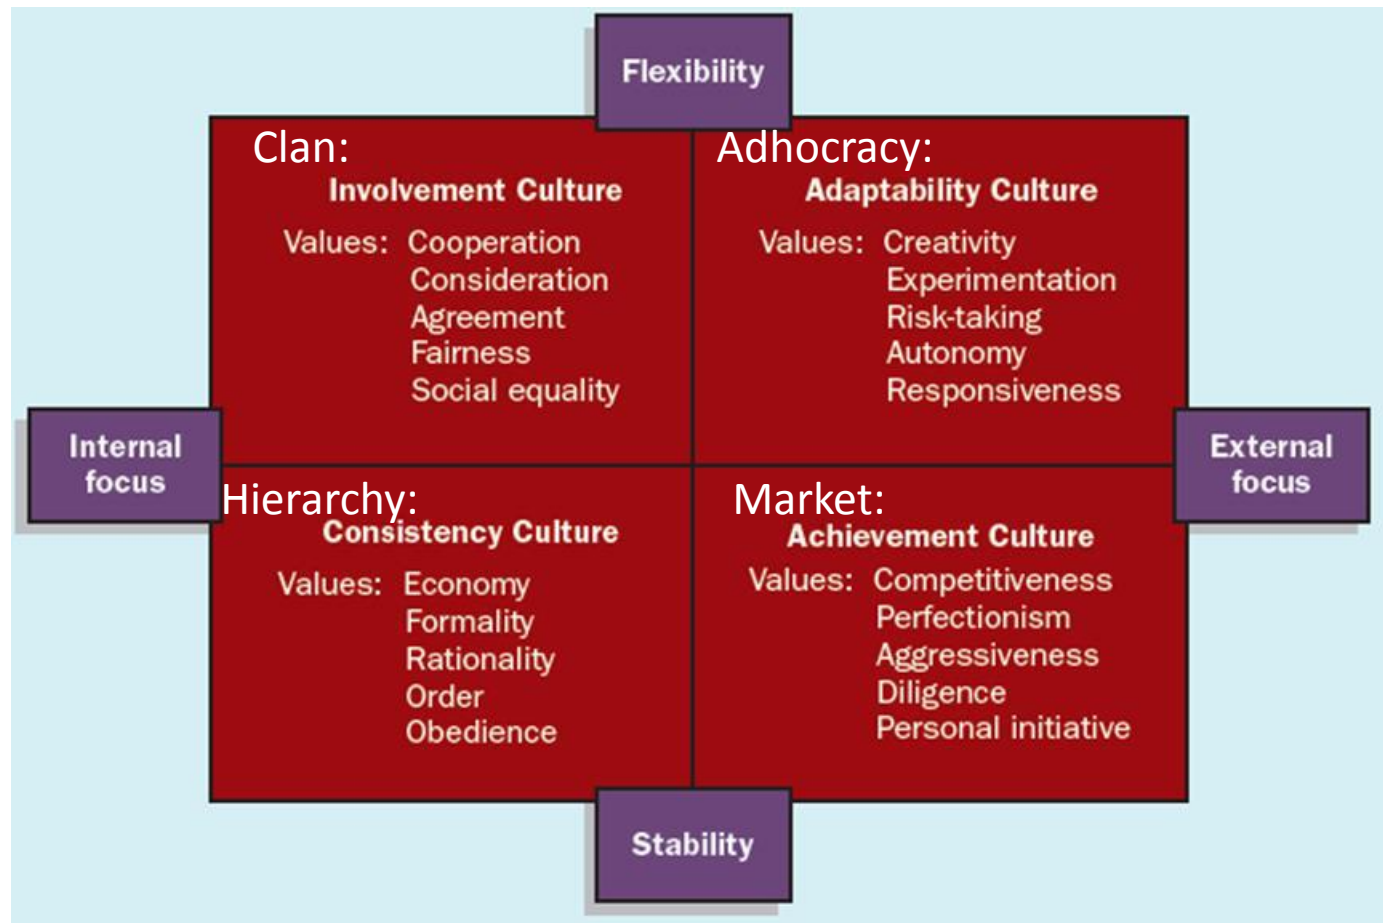 Flexibility
Clan:
Involvement Culture
Values: Cooperation
Consideration
Agreement
Fairness
Social equality
Adhocracy:
Adaptability Culture
Values: Creativity
Experimentation
Risk-taking
Autonomy
Responsiveness
Internal
focus
External
focus
Hierarchy:
Consistency Culture
Values: Economy
Formality
Rationality
Order
Obedience
Market:
Achievement Culture
Values: Competitiveness
Perfectionism
Aggressiveness
Diligence
Personal initiative
Stability